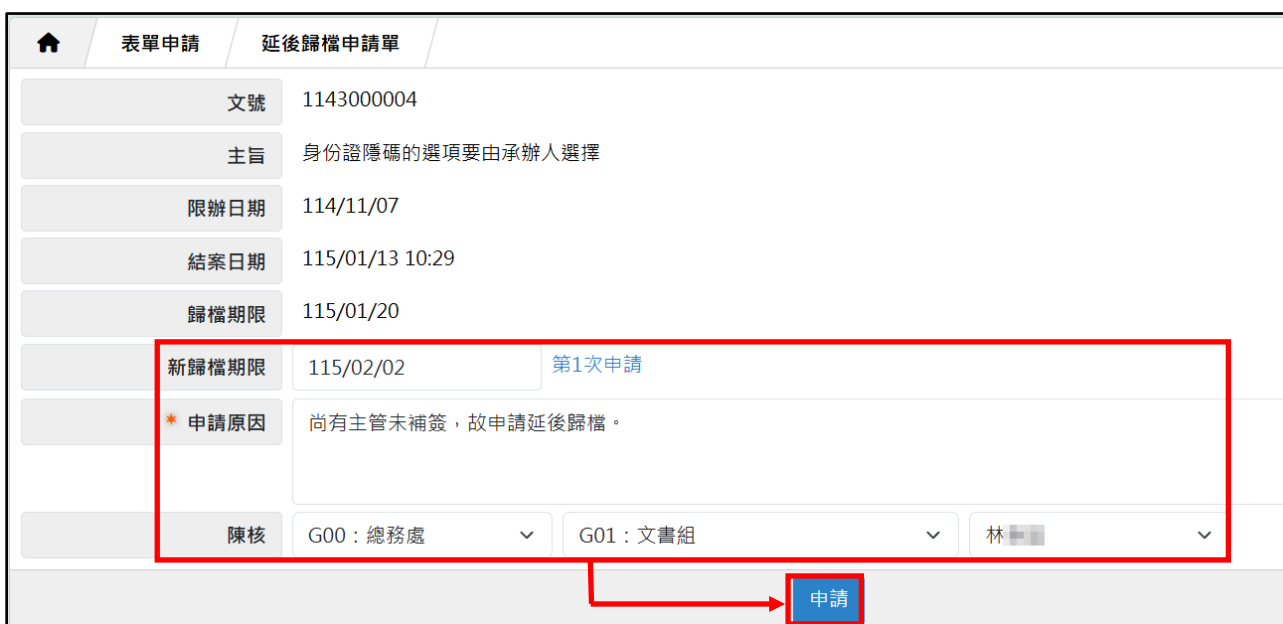 表單申請 延後歸檔申請單
文號 1143000004
主旨 身份證隱碼的選項要由承辦人選擇
限辦日期 114/11/07
結案日期 115/01/13 10:29
歸檔期限 115/01/20
新歸檔期限 115/02/02 第1次申請
* 申請原因 尚有主管未補簽，故申請延後歸檔。
陳核 G00：總務處 G01：文書組 林
申請